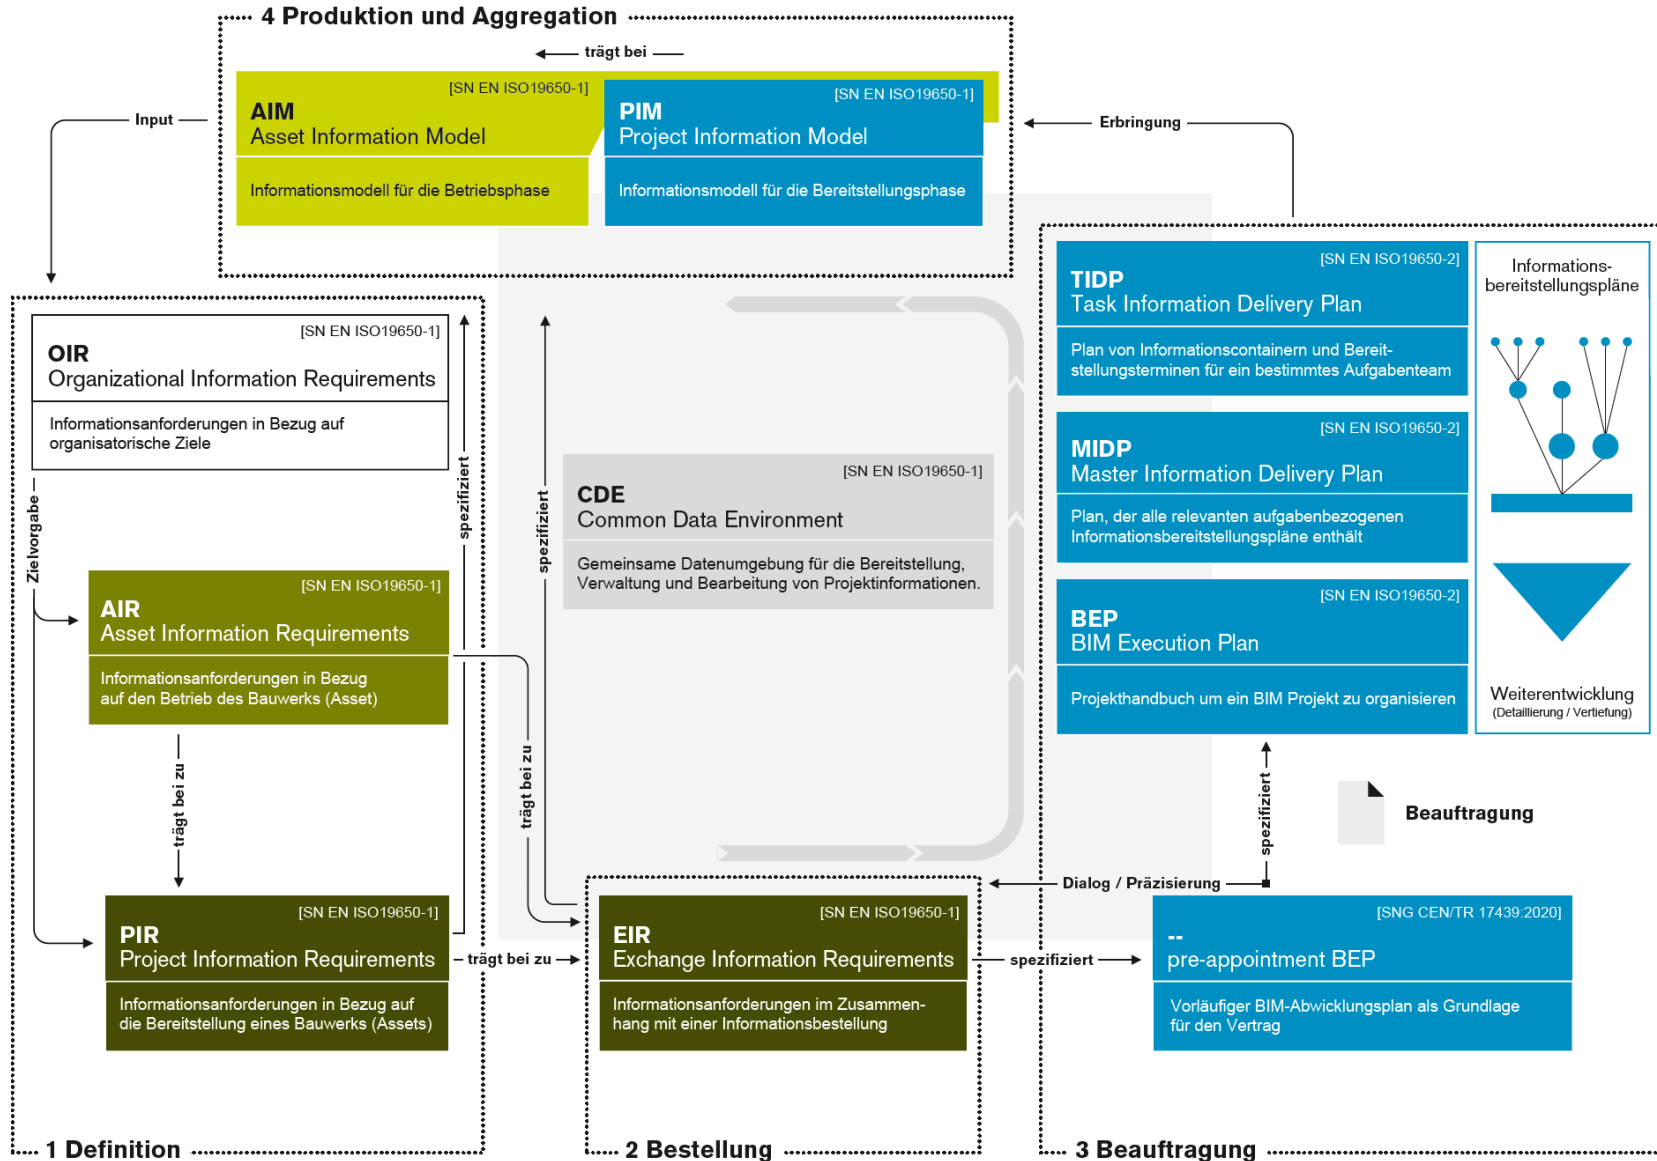 4 Produktion und Aggregation
trägt bei
[SN EN ISO19650-1]
AIM
Asset Information Model
Informationsmodell für die Betriebsphase
[SN EN ISO19650-1]
PIM
Project Information Model
Informationsmodell für die Bereitstellungsphase
Input
Erbringung
[SN EN ISO19650-1]
OIR
Organizational Information Requirements
Informationsanforderungen in Bezug auf
organisatorische Ziele
Zielvorgabe
spezifiziert
[SN EN ISO19650-1]
AIR
Asset Information Requirements
Informationsanforderungen in Bezug
auf den Betrieb des Bauwerks (Asset)
trägt bei zu
[SN EN ISO19650-1]
PIR
Project Information Requirements
Informationsanforderungen in Bezug auf
die Bereitstellung eines Bauwerks (Assets)
1 Definition
trägt bei zu
trägt bei zu
spezifiziert
[SN EN ISO19650-1]
CDE
Common Data Environment
Gemeinsame Datenumgebung für die Bereitstellung,
Verwaltung und Bearbeitung von Projektinformationen.
[SN EN ISO19650-1]
EIR
Exchange Information Requirements
Informationsanforderungen im Zusammen-
hang mit einer Informationsbestellung
2 Bestellung
Dialog / Präzisierung
spezifiziert
[SN EN ISO19650-2]
TIDP
Task Information Delivery Plan
Plan von Informationscontainern und Bereit-
stellungsterminen für ein bestimmtes Aufgabenteam
[SN EN ISO19650-2]
MIDP
Master Information Delivery Plan
Plan, der alle relevanten aufgabenbezogenen
Informationsbereitstellungspläne enthält
[SN EN ISO19650-2]
BEP
BIM Execution Plan
Projekthandbuch um ein BIM Projekt zu organisieren
Informations-
bereitstellungspläne
Weiterentwicklung
(Detaillierung / Vertiefung)
spezifiziert
Beauftragung
[SNG CEN/TR 17439:2020]
--
pre-appointment BEP
Vorläufiger BIM-Abwicklungsplan als Grundlage
für den Vertrag
3 Beauftragung